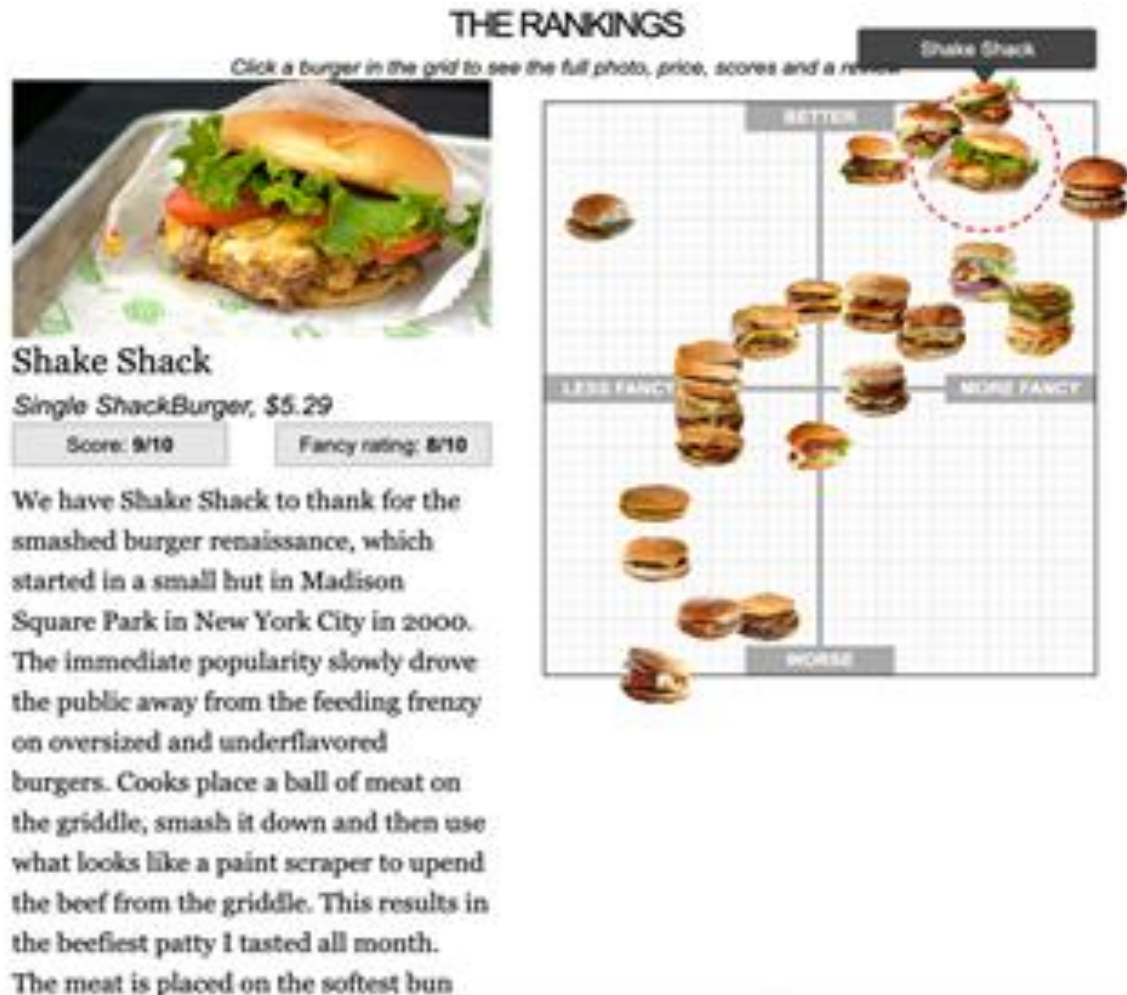 THE RANKINGS
Shake Shack
Click a burger in the grid to see the full photo, price, scores and a review
BETTER
LESS FANCY
MORE FANCY
WORSE
Shake Shack
Single ShackBurger, $5.29
Score: 9/10
Fancy rating: 8/10
We have Shake Shack to thank for the
smashed burger renaissance, which
started in a small hut in Madison
Square Park in New York City in 2000.
The immediate popularity slowly drove
the public away from the feeding frenzy
on oversized and underflavored
burgers. Cooks place a ball of meat on
the griddle, smash it down and then use
what looks like a paint scraper to upend
the beef from the griddle. This results in
the beefiest patty I tasted all month.
The meat is placed on the softest bun